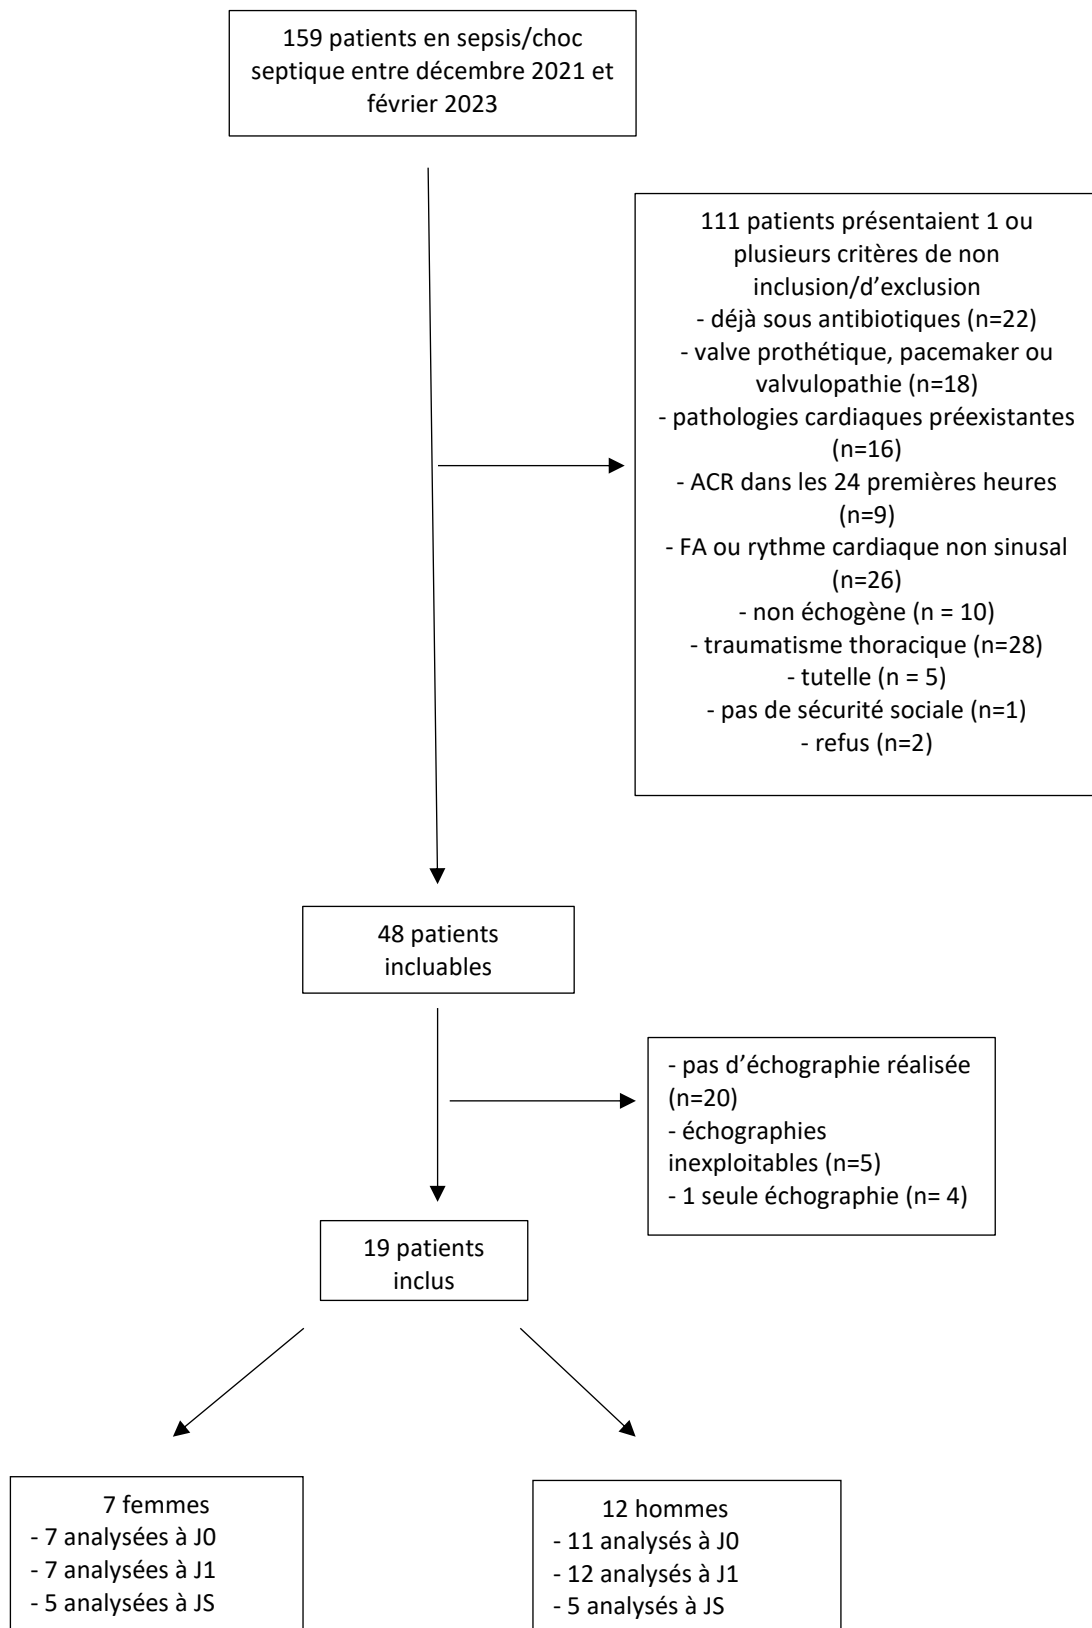 159 patients en sepsis/choc
septique entre décembre 2021 et
février 2023
111 patients présentaient 1 ou
plusieurs critères de non
inclusion/d’exclusion
- déjà sous antibiotiques (n=22)
- valve prothétique, pacemaker ou
valvulopathie (n=18)
- pathologies cardiaques préexistantes
(n=16)
- ACR dans les 24 premières heures
(n=9)
- FA ou rythme cardiaque non sinusal
(n=26)
- non échogène (n = 10)
- traumatisme thoracique (n=28)
- tutelle (n = 5)
- pas de sécurité sociale (n=1)
- refus (n=2)
48 patients
incluables
- pas d’échographie réalisée
(n=20)
- échographies
inexploitables (n=5)
- 1 seule échographie (n= 4)
19 patients
inclus
7 femmes
- 7 analysées à J0
- 7 analysées à J1
- 5 analysées à JS
12 hommes
- 11 analysés à J0
- 12 analysés à J1
- 5 analysés à JS